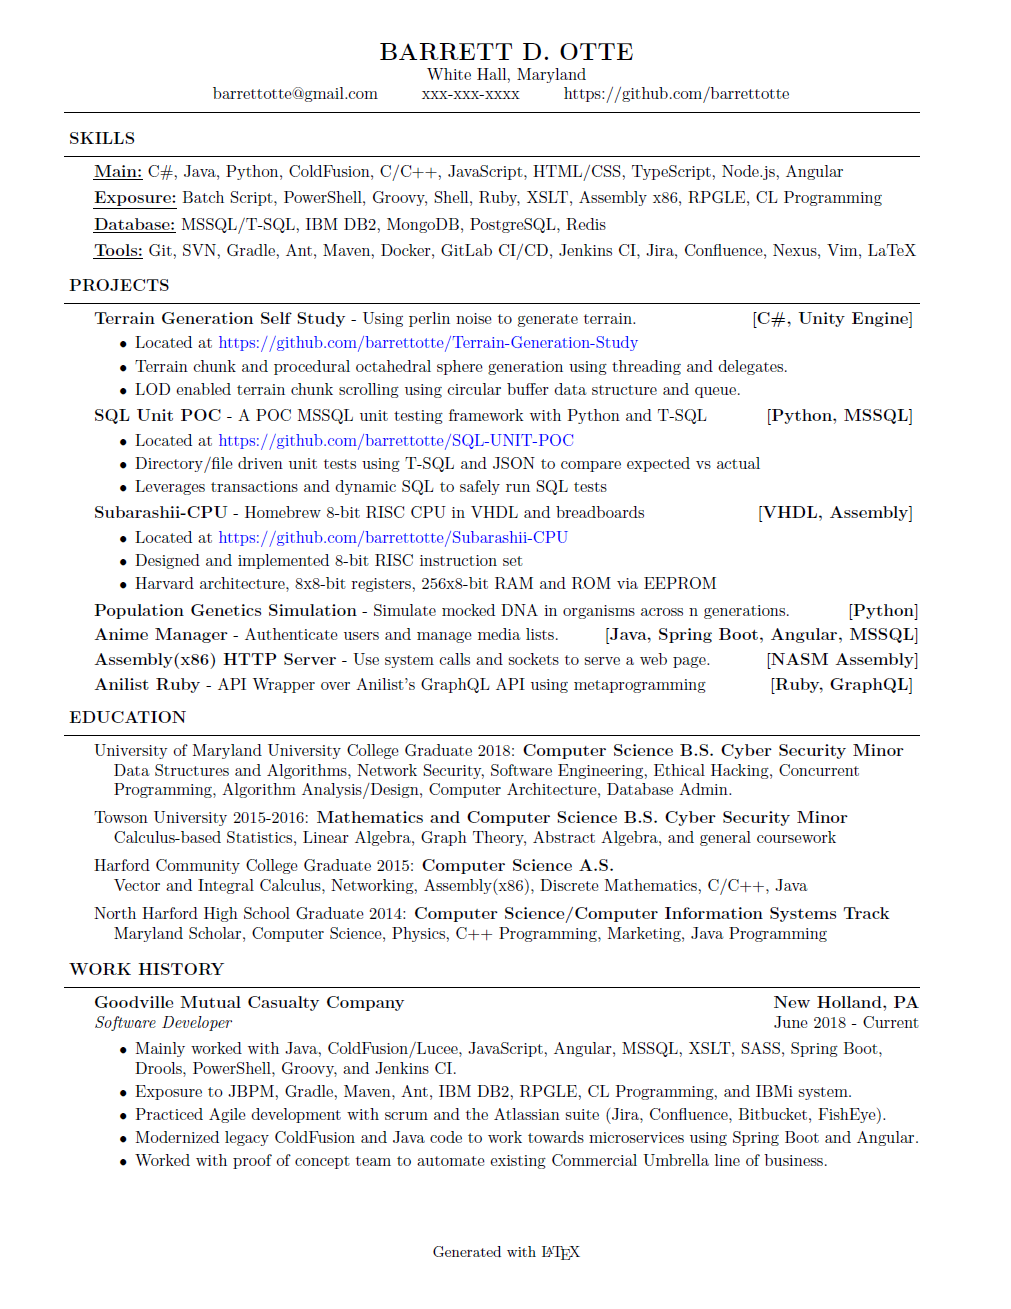 BARRETT D. OTTE
White Hall, Maryland
barrettotte@gmail.com xxx-xxx-xxxx https://github.com/barrettotte
SKILLS
Main: C#, Java, Python, ColdFusion, C/C++, JavaScript, HTML/CSS, TypeScript, Node.js, Angular
Exposure: Batch Script, PowerShell, Groovy, Shell, Ruby, XSLT, Assembly x86, RPGLE, CL Programming
Database: MSSQL/T-SQL, IBM DB2, MongoDB, PostgreSQL, Redis
Tools: Git, SVN, Gradle, Ant, Maven, Docker, GitLab CI/CD, Jenkins CI, Jira, Confluence, Nexus, Vim, LaTeX
PROJECTS
Terrain Generation Self Study - Using perlin noise to generate terrain. [C#, Unity Engine]
• Located at https://github.com/barrettotte/Terrain-Generation-Study
• Terrain chunk and procedural octahedral sphere generation using threading and delegates.
• LOD enabled terrain chunk scrolling using circular buffer data structure and queue.
SQL Unit POC - A POC MSSQL unit testing framework with Python and T-SQL [Python, MSSQL]
• Located at https://github.com/barrettotte/SQL-UNIT-POC
• Directory/file driven unit tests using T-SQL and JSON to compare expected vs actual
• Leverages transactions and dynamic SQL to safely run SQL tests
Subarashii-CPU - Homebrew 8-bit RISC CPU in VHDL and breadboards [VHDL, Assembly]
• Located at https://github.com/barrettotte/Subarashii-CPU
• Designed and implemented 8-bit RISC instruction set
• Harvard architecture, 8x8-bit registers, 256x8-bit RAM and ROM via EEPROM
Population Genetics Simulation - Simulate mocked DNA in organisms across n generations. [Python]
Anime Manager - Authenticate users and manage media lists. [Java, Spring Boot, Angular, MSSQL]
Assembly(x86) HTTP Server - Use system calls and sockets to serve a web page. [NASM Assembly]
Anilist Ruby - API Wrapper over Anilist's GraphQL API using metaprogramming [Ruby, GraphQL]
EDUCATION
University of Maryland University College Graduate 2018: Computer Science B.S. Cyber Security Minor
Data Structures and Algorithms, Network Security, Software Engineering, Ethical Hacking, Concurrent
Programming, Algorithm Analysis/Design, Computer Architecture, Database Admin.
Towson University 2015-2016: Mathematics and Computer Science B.S. Cyber Security Minor
Calculus-based Statistics, Linear Algebra, Graph Theory, Abstract Algebra, and general coursework
Harford Community College Graduate 2015: Computer Science A.S.
Vector and Integral Calculus, Networking, Assembly(x86), Discrete Mathematics, C/C++, Java
North Harford High School Graduate 2014: Computer Science/Computer Information Systems Track
Maryland Scholar, Computer Science, Physics, C++ Programming, Marketing, Java Programming
WORK HISTORY
Goodville Mutual Casualty Company New Holland, PA
Software Developer June 2018 - Current
• Mainly worked with Java, ColdFusion/Lucee, JavaScript, Angular, MSSQL, XSLT, SASS, Spring Boot,
Drools, PowerShell, Groovy, and Jenkins CI.
• Exposure to JBPM, Gradle, Maven, Ant, IBM DB2, RPGLE, CL Programming, and IBMi system.
• Practiced Agile development with scrum and the Atlassian suite (Jira, Confluence, Bitbucket, FishEye).
• Modernized legacy ColdFusion and Java code to work towards microservices using Spring Boot and Angular.
• Worked with proof of concept team to automate existing Commercial Umbrella line of business.
Generated with LATEX